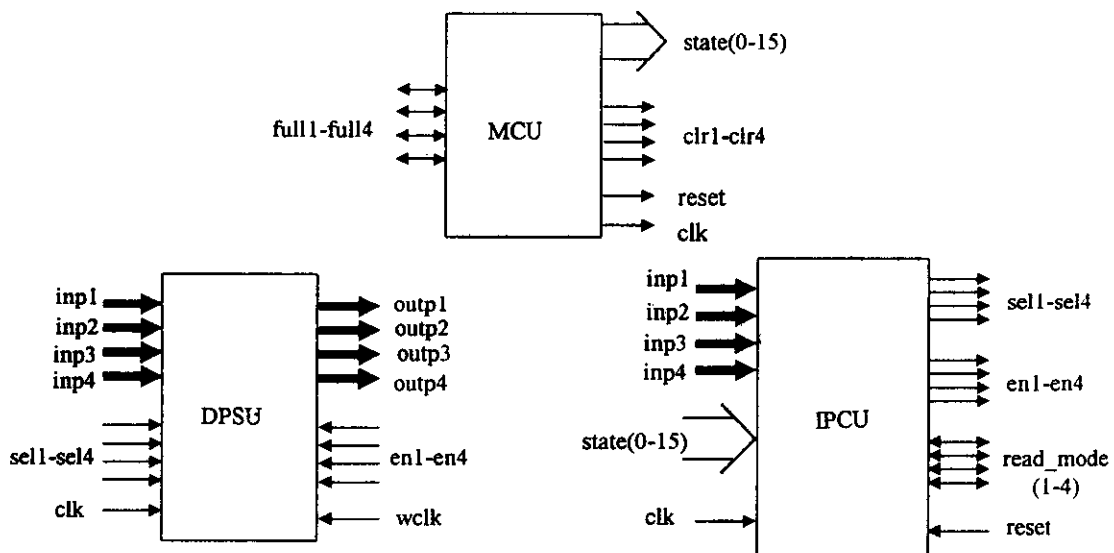 state(0-15)
full1-full4
MCU
clr1-clr4
reset
clk
inp1
inp2
inp3
inp4
sel1-sel4
clk
DPSU
outp1
outp2
outp3
outp4
en1-en4
wclk
inp1
inp2
inp3
inp4
state(0-15)
clk
IPCU
sel1-sel4
en1-en4
read_mode
(1-4)
reset